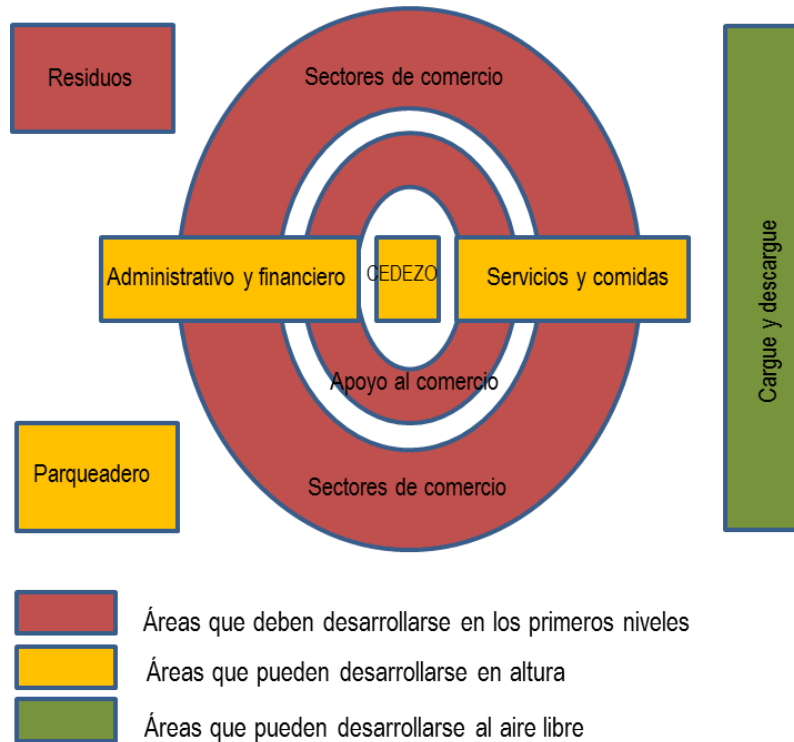 Residuos
Sectores de comercio
Administrativo y financiero
CEDEZO
Servicios y comidas
Cargue y descargue
Apoyo al comercio
Parqueadero
Sectores de comercio
Áreas que deben desarrollarse en los primeros niveles
Áreas que pueden desarrollarse en altura
Áreas que pueden desarrollarse al aire libre